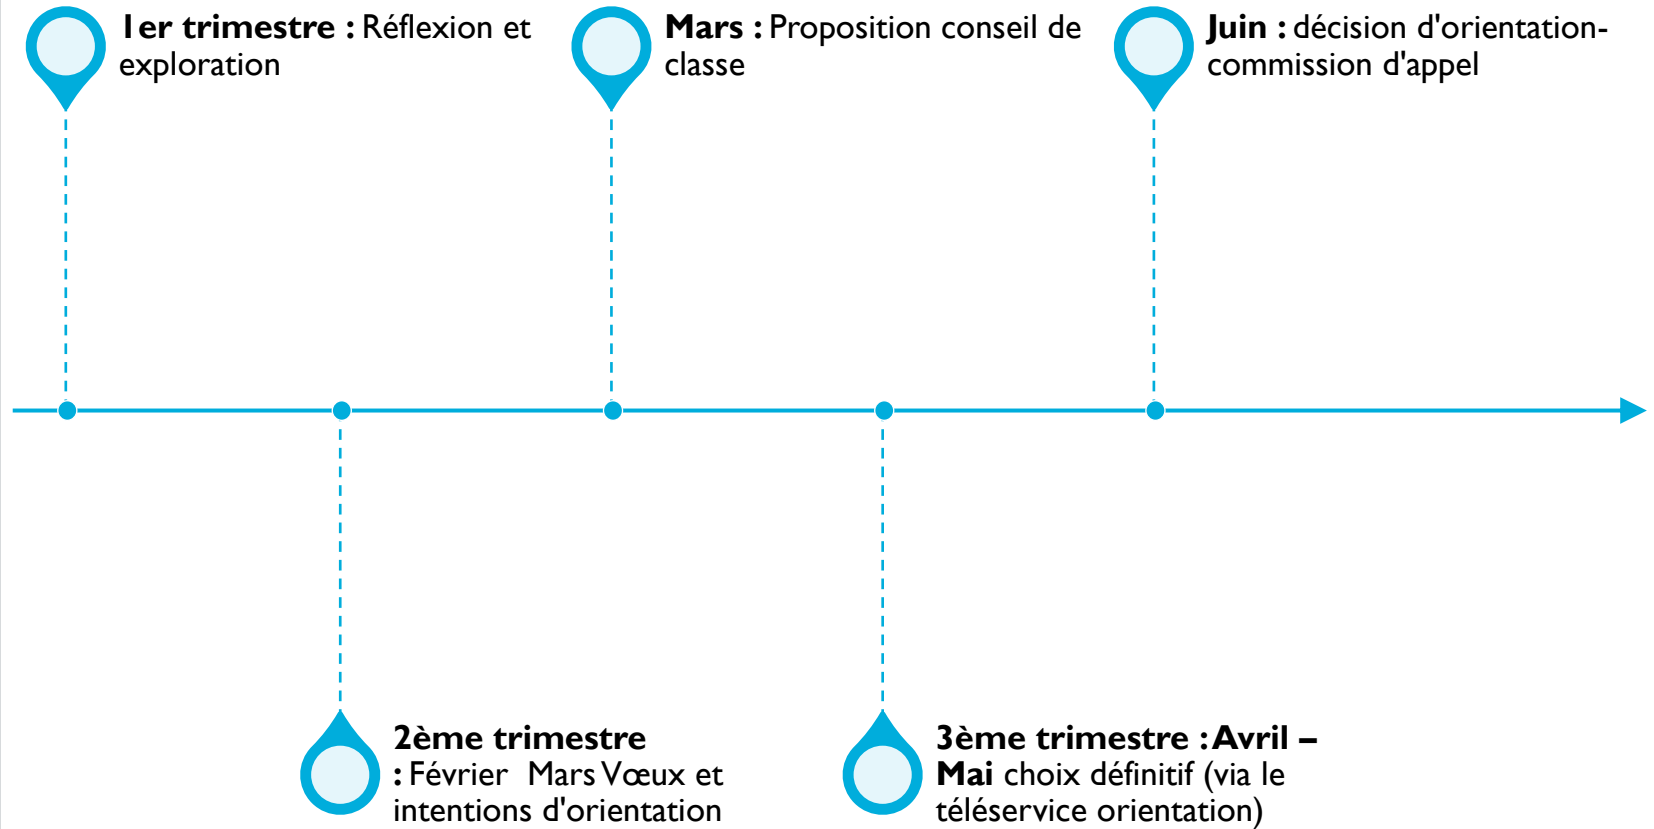 1er trimestre : Réflexion et
exploration
2ème trimestre
: Février  Mars Vœux et
intentions d'orientation
Mars : Proposition conseil de
classe
3ème trimestre : Avril –
Mai choix définitif (via le
téléservice orientation)
Juin : décision d'orientation-
commission d'appel